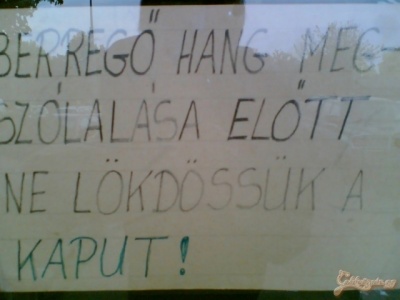 BERREGŐ HANG MEG-
SZÓLALÁSA ELŐTT
NE LÖKDÖSSÜK A
KAPUT!